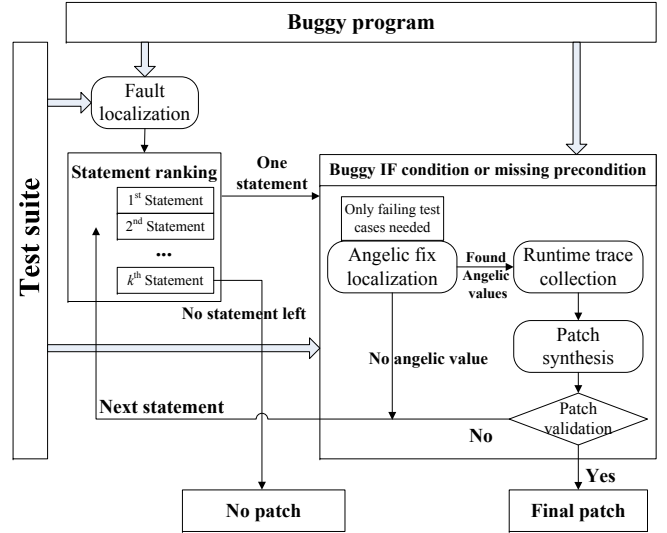 Buggy program
Test suite
Fault
localization
Statement ranking
1st Statement
2nd Statement
...
kth Statement
One
statement
Buggy IF condition or missing precondition
Only failing test
cases needed
Angelic fix
localization
Found
Angelic
values
Runtime trace
collection
Patch
synthesis
No statement left
No angelic value
Next statement
Patch
validation
No
Yes
No patch
Final patch